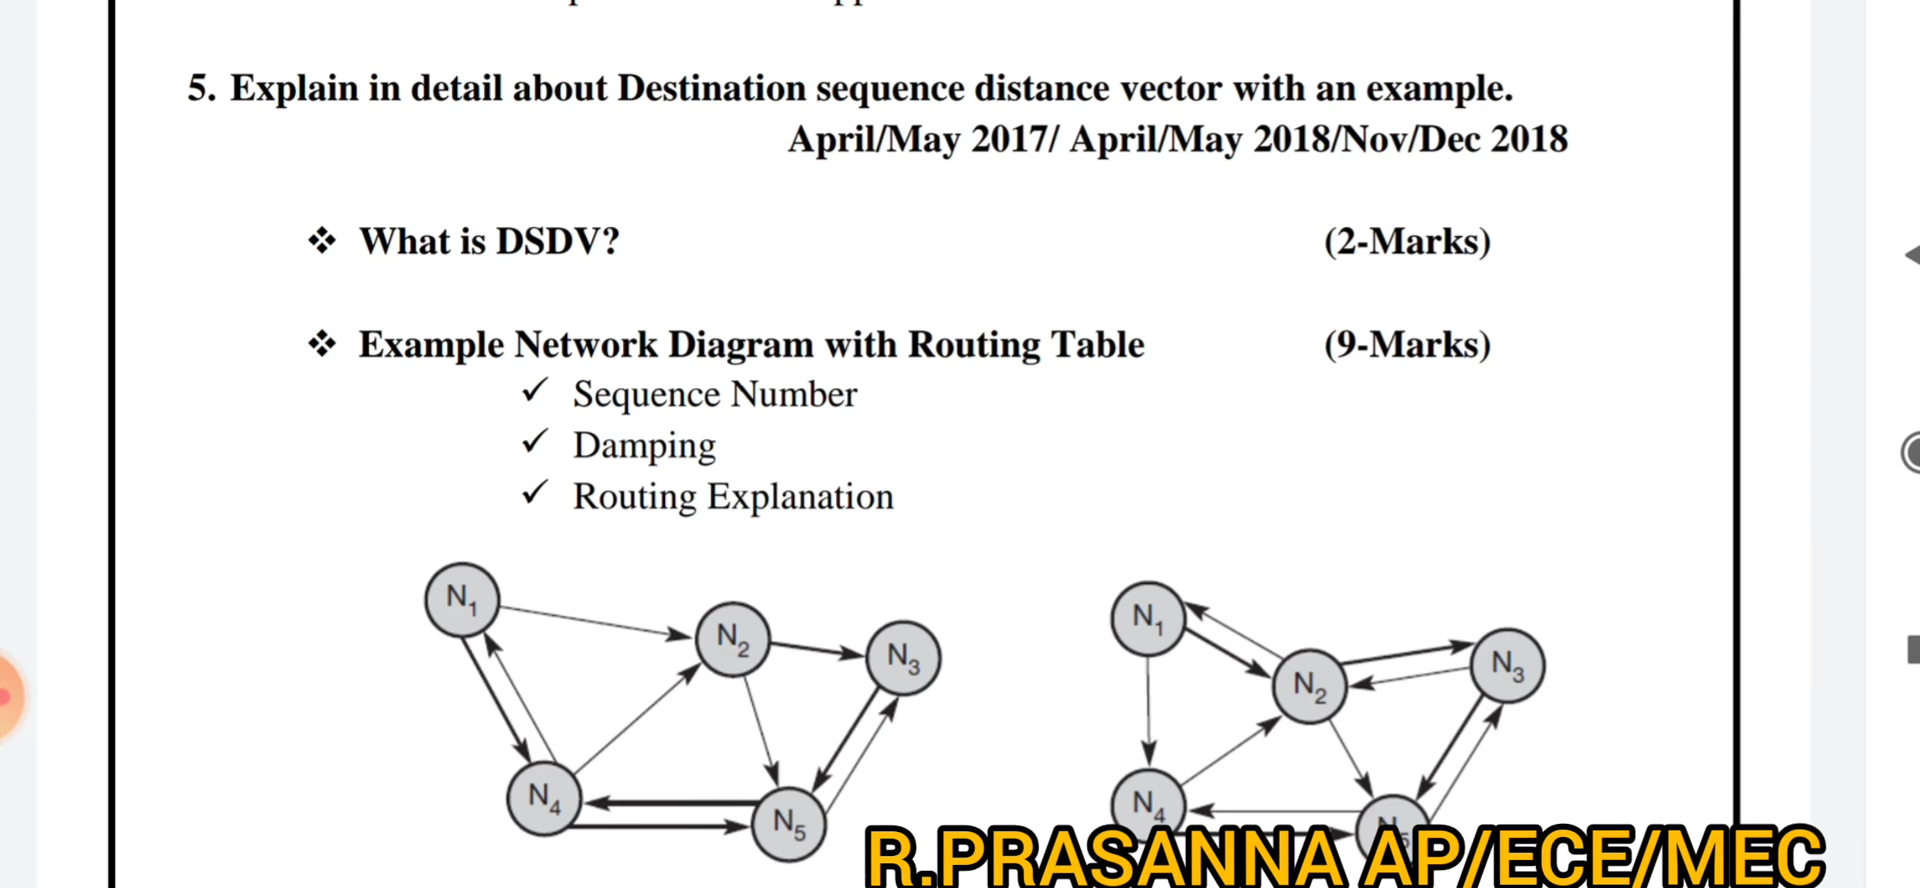 5. Explain in detail about Destination sequence distance vector with an example.
April/May 2017/ April/May 2018/Nov/Dec 2018
❖ What is DSDV? (2-Marks)
❖ Example Network Diagram with Routing Table (9-Marks)
✓ Sequence Number
✓ Damping
✓ Routing Explanation
N1
N2
N3
N4
N5
N1
N2
N3
N4
R.PRASANNA AP/ECE/MEC